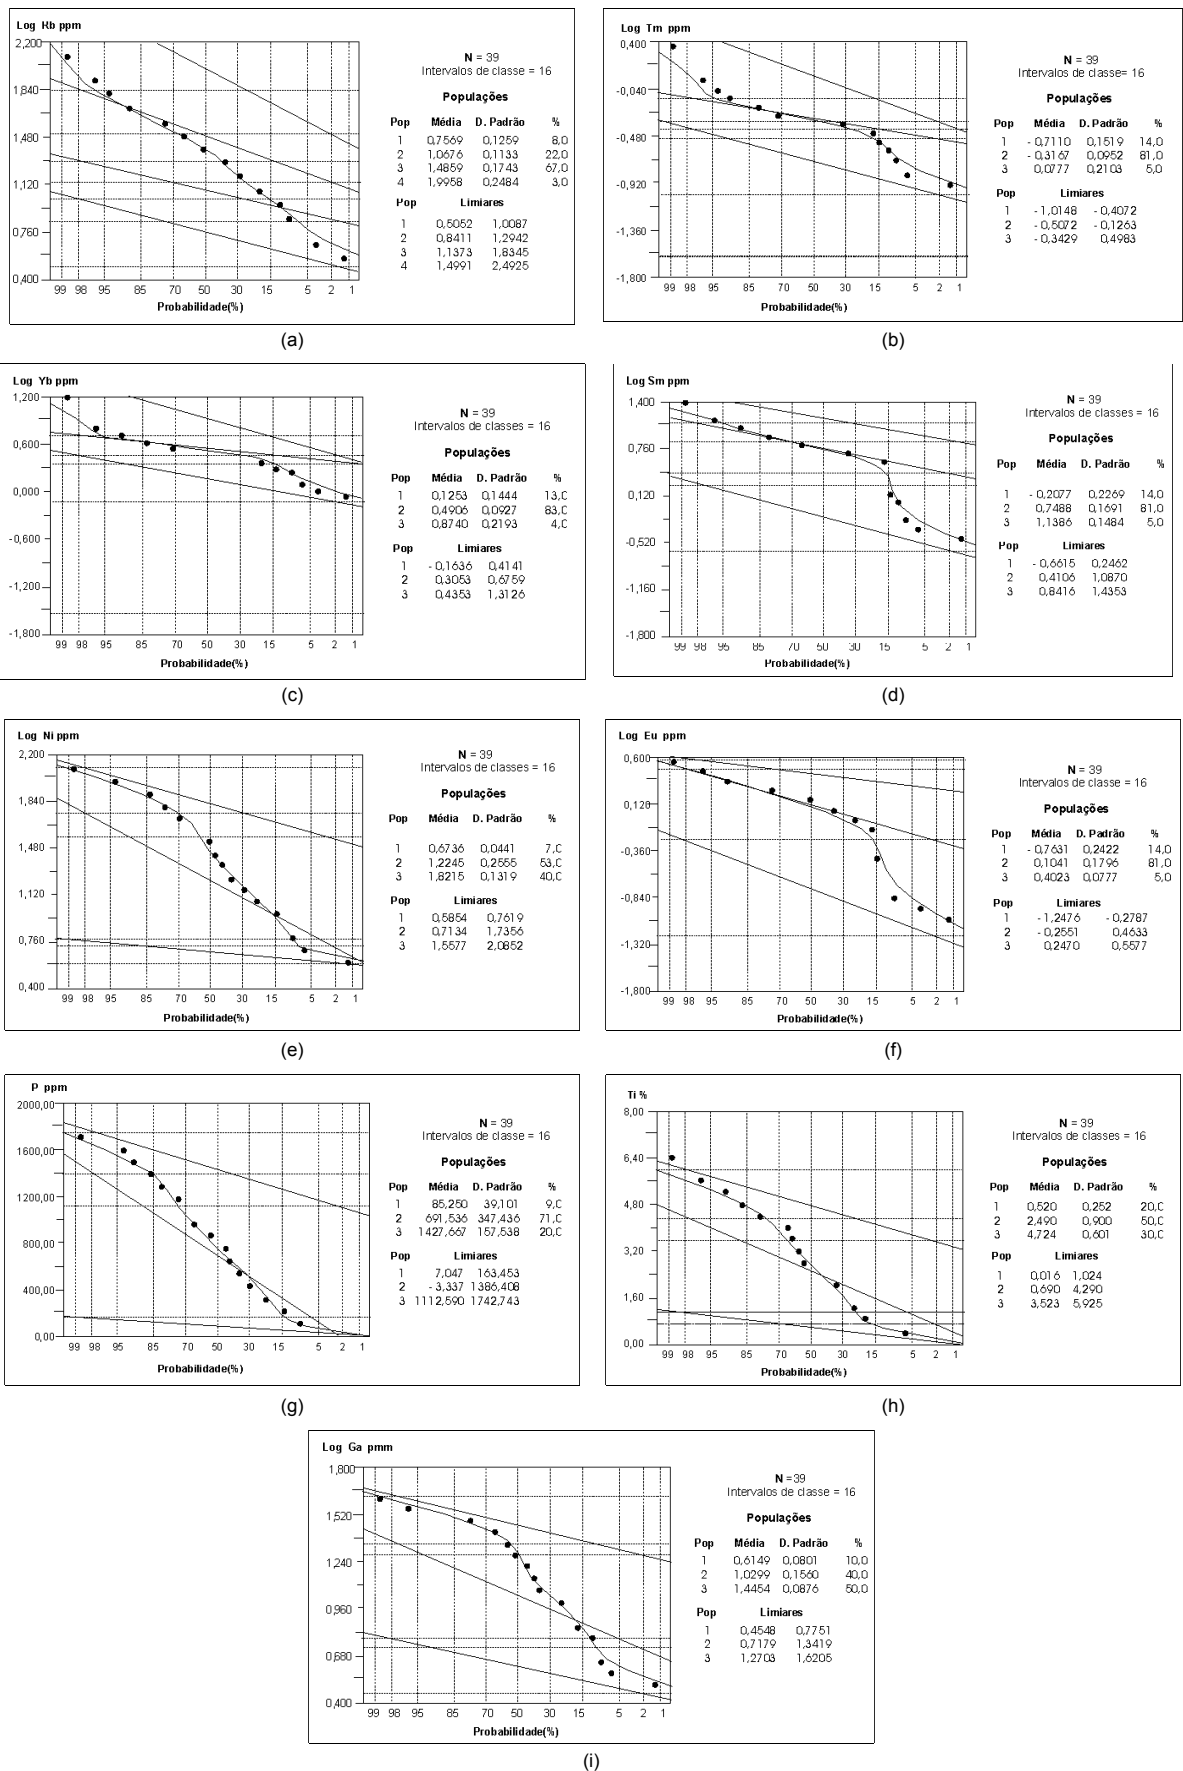 Log Rb ppm
2,200
1,840
1,480
1,120
0,760
0,400
99 98 95 85 70 50 30 15 5 2 1
Probabilidade(%)
N = 39
Intervalos de classe = 16
Populações
Pop Média D. Padrão %
1 0,7569 0,1259 8,0
2 1,0676 0,1133 22,0
3 1,4859 0,1743 67,0
4 1,9958 0,2484 3,0
Pop Limiares
1 0,5052 1,0087
2 0,8411 1,2942
3 1,1373 1,8345
4 1,4991 2,4925
(a)
Log Tm ppm
0,400
-0,040
-0,480
-0,920
-1,360
-1,800
99 98 95 85 70 50 30 15 5 2 1
Probabilidade(%)
N = 39
Intervalos de classe= 16
Populações
Pop Média D. Padrão %
1 - 0,7110 0,1519 14,0
2 - 0,3167 0,0952 81,0
3 0,0777 0,2103 5,0
Pop Limiares
1 - 1,0148 - 0,4072
2 - 0,5072 - 0,1263
3 - 0,3429 0,4983
(b)
Log Yb ppm
1,200
0,600
0,000
-0,600
-1,200
-1,800
99 98 95 85 70 50 30 15 5 2 1
Probabilidade(%)
N = 39
Intervalos de classes = 16
Populações
Pop Média D. Padrão %
1 0,1253 0,1444 13,0
2 0,4906 0,0927 83,0
3 0,8740 0,2193 4,0
Pop Limiares
1 - 0,1636 0,4141
2 0,3053 0,6759
3 0,4353 1,3126
(c)
Log Sm ppm
1,400
0,760
0,120
-0,520
-1,160
-1,800
99 98 95 85 70 50 30 15 5 2 1
Probabilidade(%)
N = 39
Intervalos de classes = 16
Populações
Pop Média D. Padrão %
1 - 0,2077 0,2269 14,0
2 0,7488 0,1691 81,0
3 1,1386 0,1484 5,0
Pop Limiares
1 - 0,6615 0,2462
2 0,4106 1,0870
3 0,8416 1,4353
(d)
Log Ni ppm
2,200
1,840
1,480
1,120
0,760
0,400
99 98 95 85 70 50 30 15 5 2 1
Probabilidade(%)
N = 39
Intervalos de classes = 16
Populações
Pop Média D. Padrão %
1 0,6736 0,0441 7,0
2 1,2245 0,2555 53,0
3 1,8215 0,1319 40,0
Pop Limiares
1 0,5854 0,7619
2 0,7134 1,7356
3 1,5577 2,0852
(e)
Log Eu ppm
0,600
0,120
-0,360
-0,840
-1,320
-1,800
99 98 95 85 70 50 30 15 5 2 1
Probabilidade(%)
N = 39
Intervalos de classe = 16
Populações
Pop Média D. Padrão %
1 - 0,7631 0,2422 14,0
2 0,1041 0,1796 81,0
3 0,4023 0,0777 5,0
Pop Limiares
1 - 1,2476 - 0,2787
2 - 0,2551 0,4633
3 0,2470 0,5577
(f)
P ppm
2000,00
1600,00
1200,00
800,00
400,00
0,00
99 98 95 85 70 50 30 15 5 2 1
Probabilidade(%)
N = 39
Intervalos de classe = 16
Populações
Pop Média D. Padrão %
1 85,250 39,101 9,0
2 691,536 347,436 71,0
3 1427,667 157,538 20,0
Pop Limiares
1 7,047 163,453
2 - 3,337 1386,408
3 1112,590 1742,743
(g)
Ti %
8,00
6,40
4,80
3,20
1,60
0,00
99 98 95 85 70 50 30 15 5 2 1
Probabilidade(%)
N = 39
Intervalos de classes = 16
Populações
Pop Média D. Padrão %
1 0,520 0,252 20,0
2 2,490 0,900 50,0
3 4,724 0,601 30,0
Pop Limiares
1 0,016 1,024
2 0,690 4,290
3 3,523 5,925
(h)
Log Ga pmm
1,800
1,520
1,240
0,960
0,680
0,400
99 98 95 85 70 50 30 15 5 2 1
Probabilidade(%)
N =39
Intervalos de classe = 16
Populações
Pop Média D. Padrão %
1 0,6149 0,0801 10,0
2 1,0299 0,1560 40,0
3 1,4454 0,0876 50,0
Pop Limiares
1 0,4548 0,7751
2 0,7179 1,3419
3 1,2703 1,6205
(i)